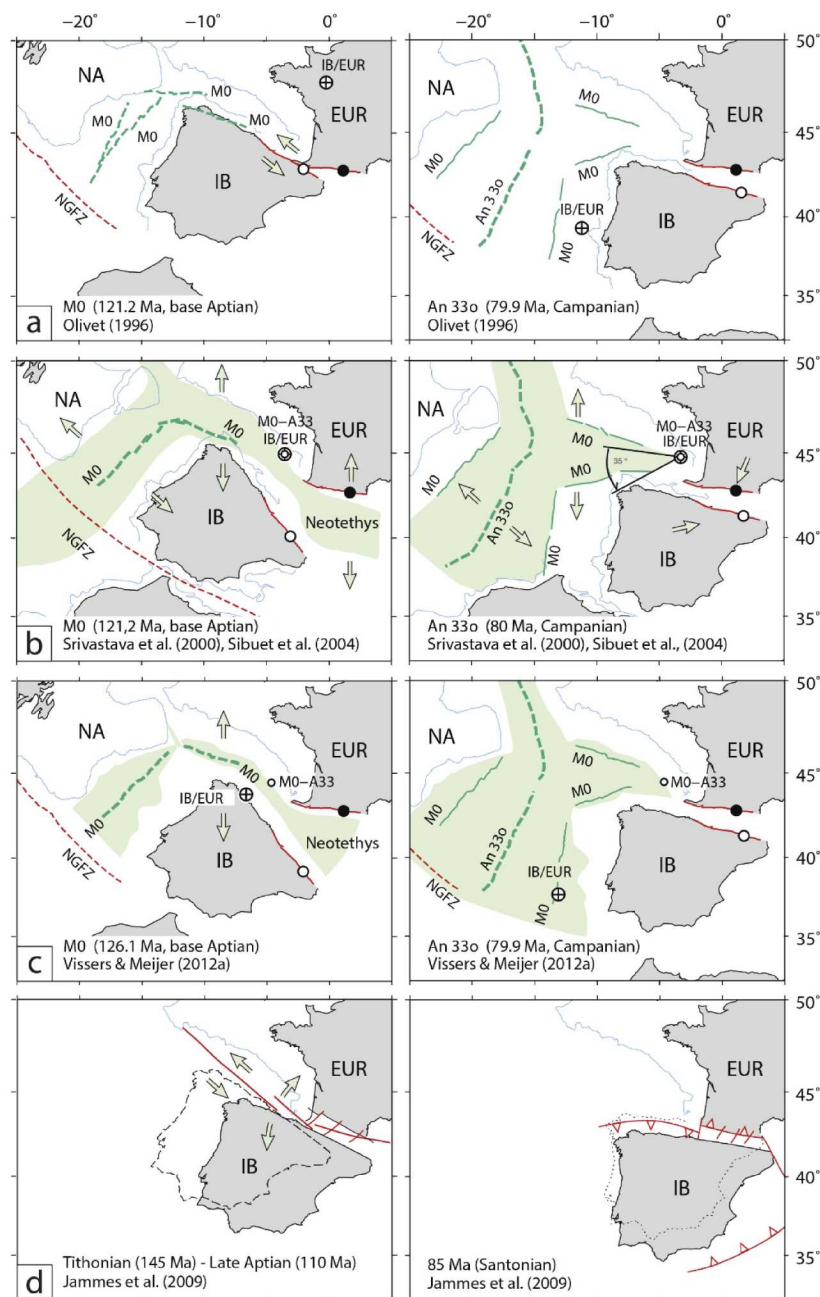 −20° −10° 0° −20° −10° 0°
NA
IB/EUR
EUR
M0
M0
M0
M0
IB
NGFZ
a
M0 (121.2 Ma, base Aptian)
Olivet (1996)
50°
NA
EUR
M0
M0
M0
An 33o
IB/EUR
M0
IB
NGFZ
45°
40°
35°
An 33o (79.9 Ma, Campanian)
Olivet (1996)
NA
M0−A33
IB/EUR
EUR
M0
M0
Neotethys
IB
NGFZ
b
M0 (121,2 Ma, base Aptian)
Srivastava et al. (2000), Sibuet et al. (2004)
50°
NA
M0−A33
IB/EUR
EUR
M0
M0
M0
35°
An 33o
M0
IB
NGFZ
45°
40°
35°
An 33o (80 Ma, Campanian)
Srivastava et al. (2000), Sibuet et al., (2004)
NA
EUR
M0
M0−A33
IB/EUR
M0
Neotethys
IB
NGFZ
c
M0 (126.1 Ma, base Aptian)
Vissers & Meijer (2012a)
50°
NA
EUR
M0
M0
M0−A33
M0
An 33o
IB/EUR
M0
IB
NGFZ
45°
40°
35°
An 33o (79.9 Ma, Campanian)
Vissers & Meijer (2012a)
EUR
IB
d
Tithonian (145 Ma) - Late Aptian (110 Ma)
Jammes et al. (2009)
50°
EUR
IB
45°
40°
35°
85 Ma (Santonian)
Jammes et al. (2009)